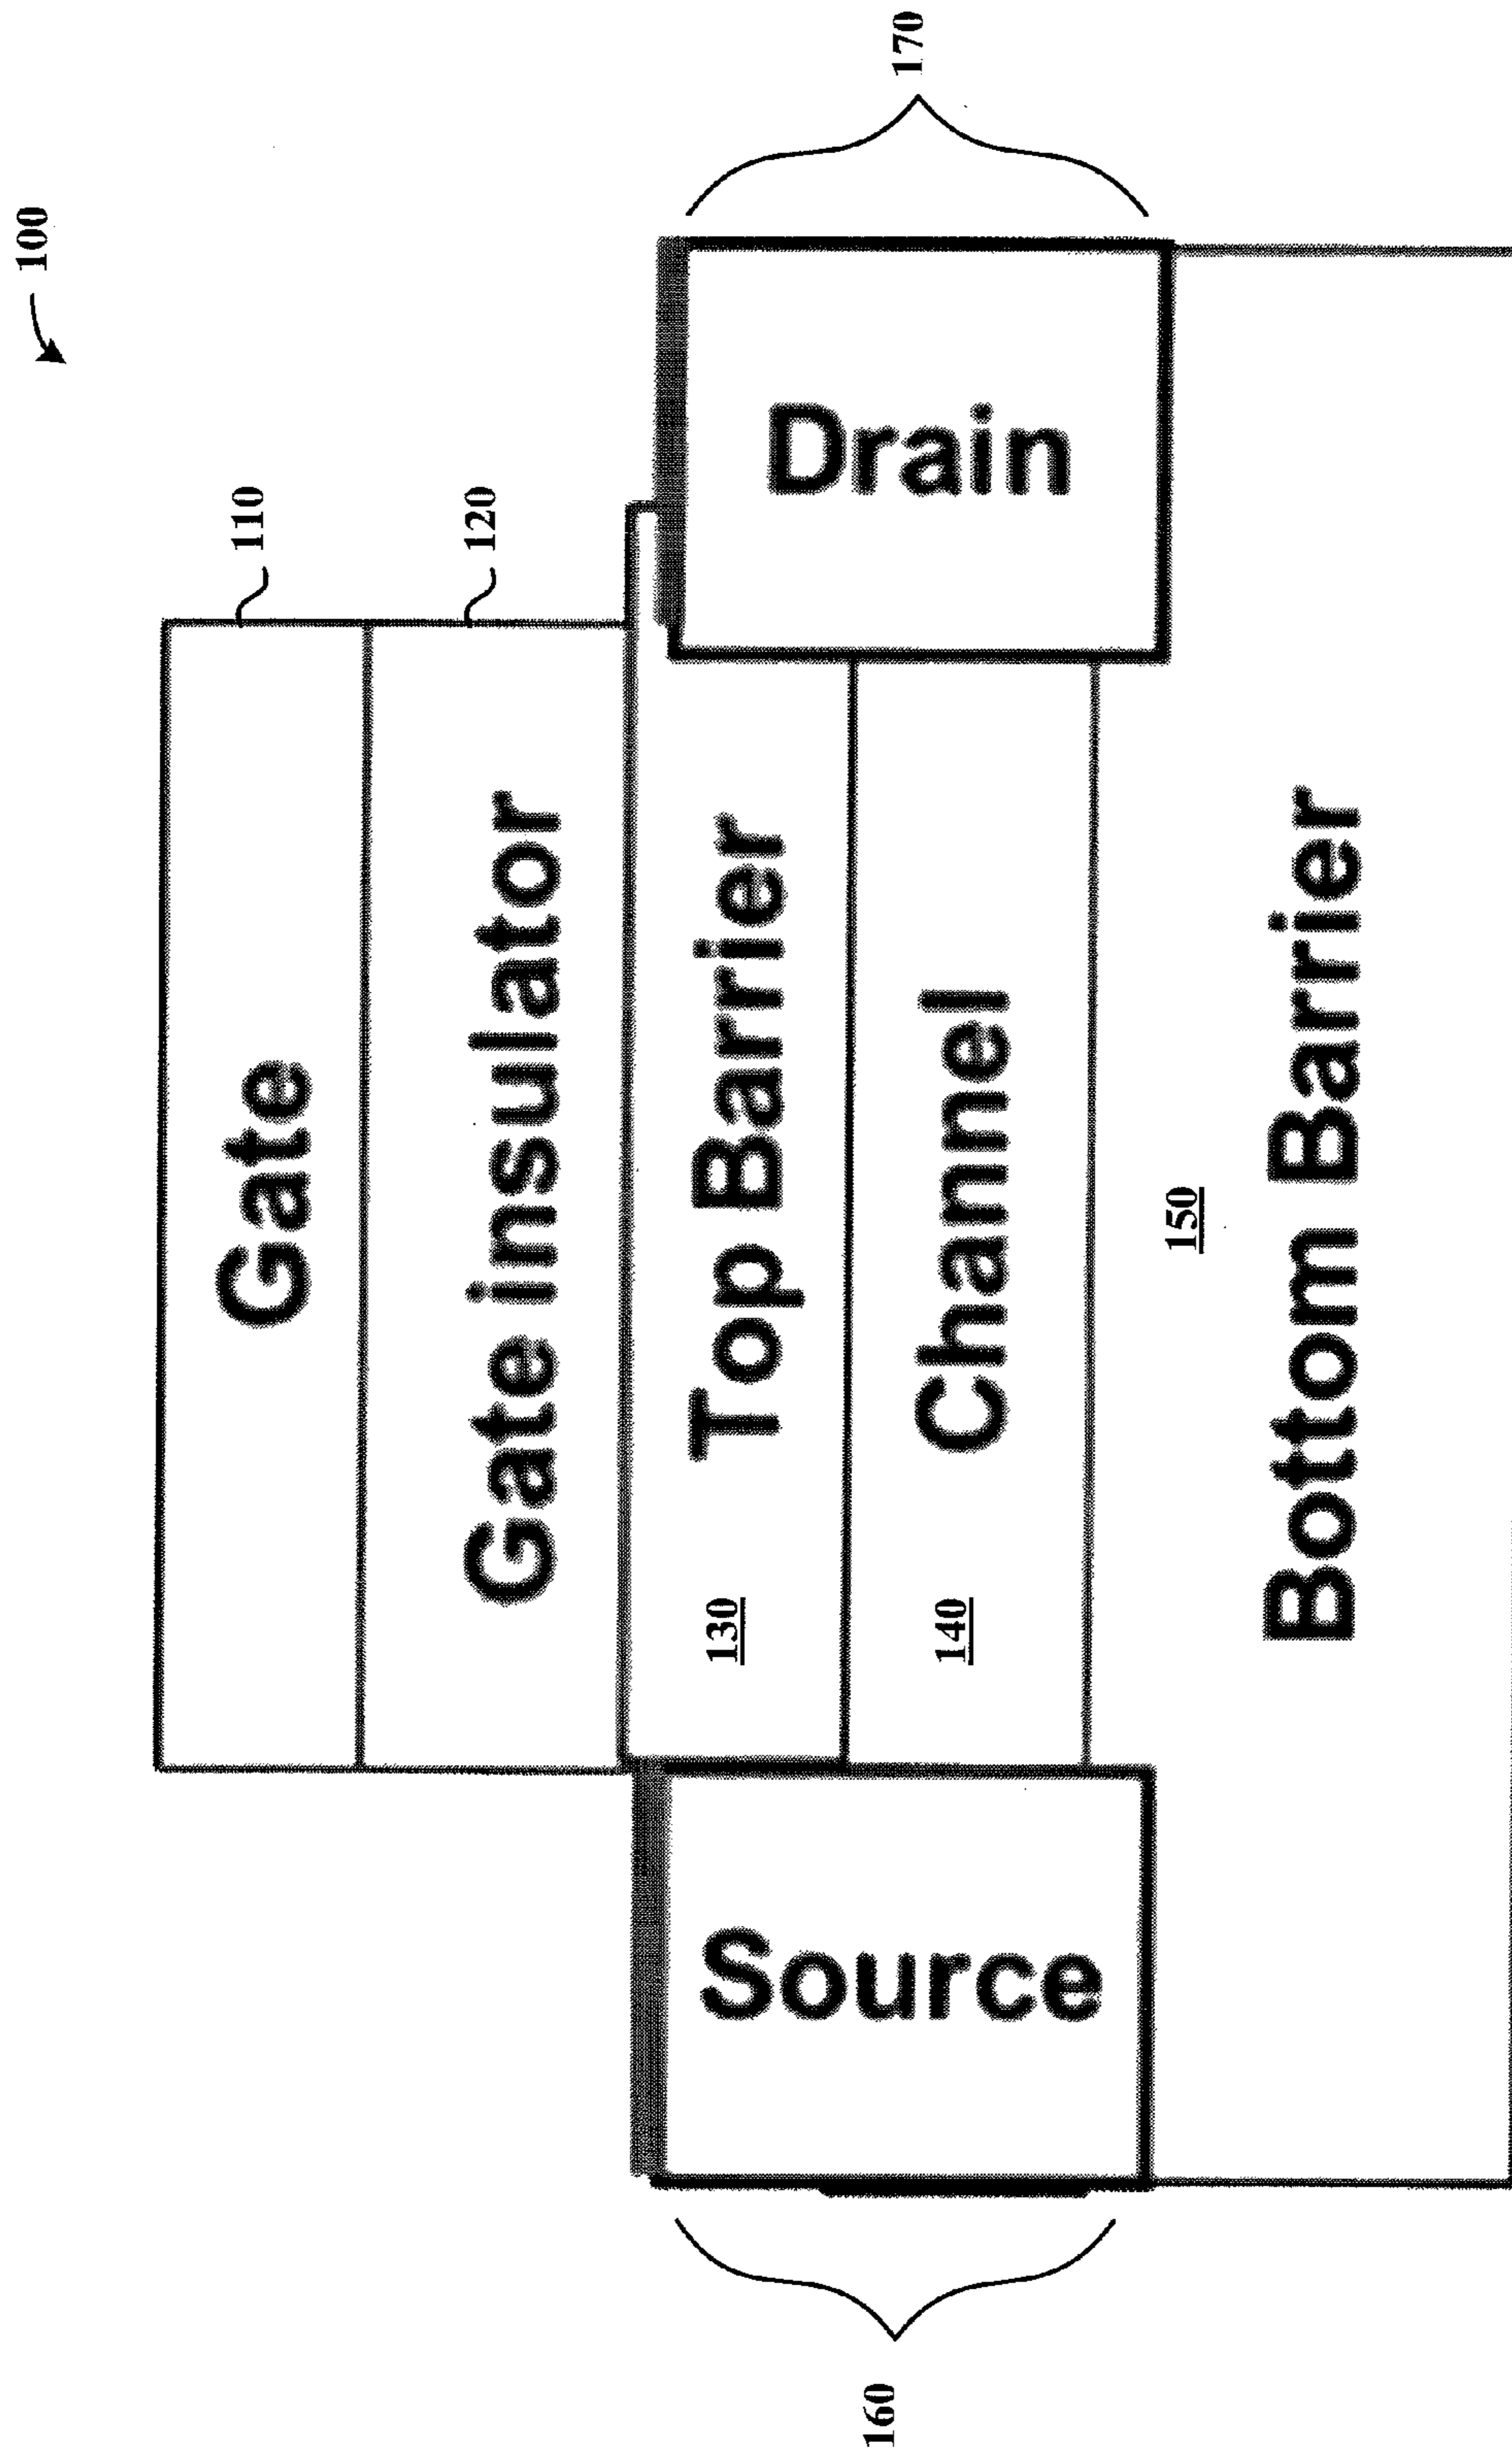 100
Gate
110
Gate insulator
120
130
Top Barrier
140
Channel
Source
Drain
160
170
150
Bottom Barrier